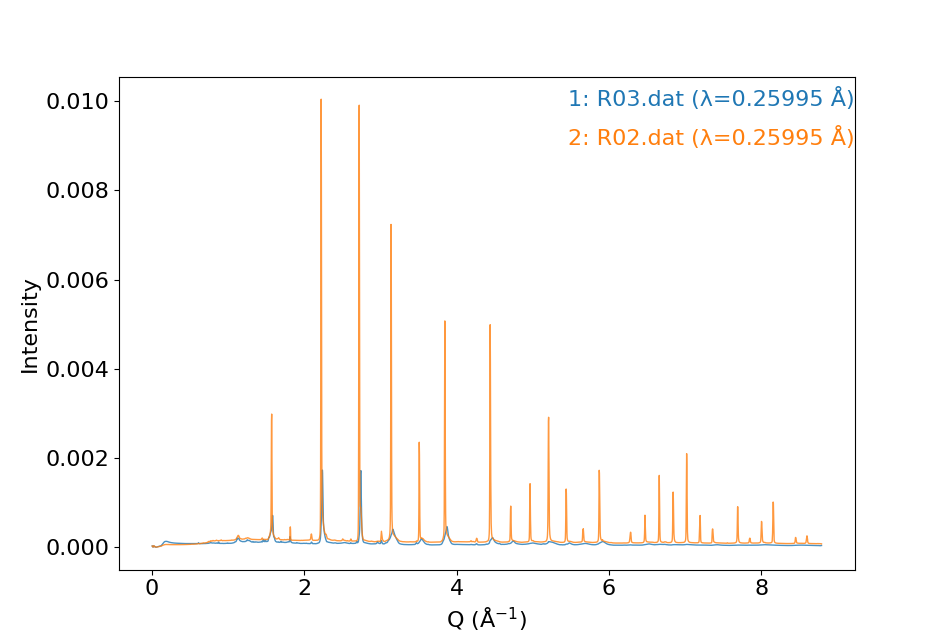 1: R03.dat (λ=0.25995 Å)
2: R02.dat (λ=0.25995 Å)
0.010
0.008
0.006
0.004
0.002
0.000
Intensity
0 2 4 6 8
Q (Å⁻¹)